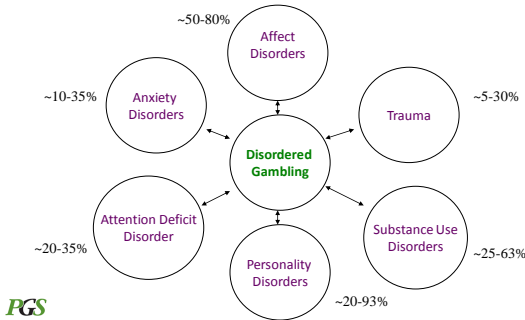 ~50-80%
Affect
Disorders
~10-35%
Anxiety
Disorders
~5-30%
Trauma
Disordered
Gambling
Attention Deficit
Disorder
~20-35%
Substance Use
Disorders
~25-63%
Personality
Disorders
~20-93%
PGS